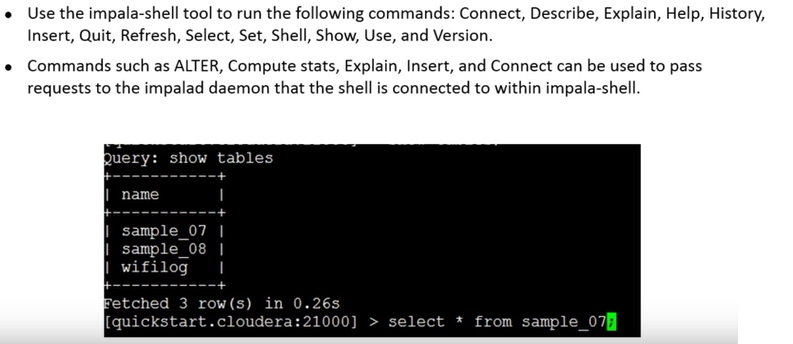 • Use the impala-shell tool to run the following commands: Connect, Describe, Explain, Help, History,
Insert, Quit, Refresh, Select, Set, Shell, Show, Use, and Version.
• Commands such as ALTER, Compute stats, Explain, Insert, and Connect can be used to pass
requests to the impalad daemon that the shell is connected to within impala-shell.
Query: show tables
+-----------+
| name      |
+-----------+
| sample_07 |
| sample_08 |
| wifilog   |
+-----------+
Fetched 3 row(s) in 0.26s
[quickstart.cloudera:21000] > select * from sample_07;